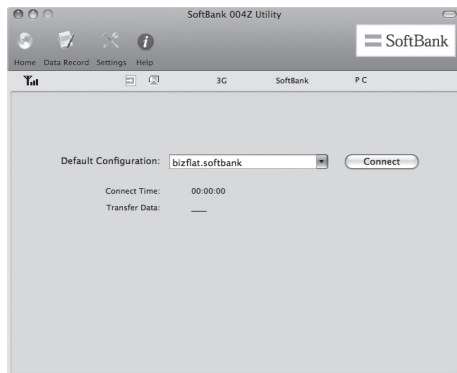 SoftBank 004Z Utility
SoftBank
Home Data Record Settings Help
3G SoftBank P C
Default Configuration: bizflat.softbank Connect
Connect Time: 00:00:00
Transfer Data: ___